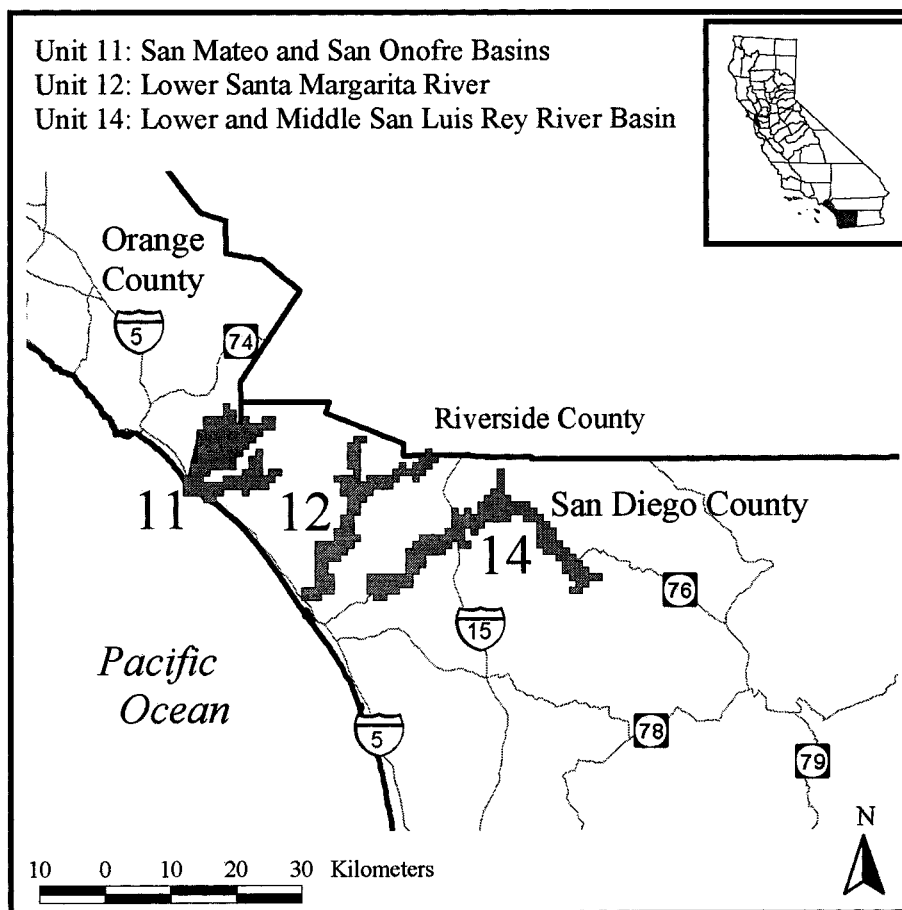 Unit 11: San Mateo and San Onofre Basins
Unit 12: Lower Santa Margarita River
Unit 14: Lower and Middle San Luis Rey River Basin
Orange
County
5
74
Riverside County
11
12
San Diego County
14
76
15
Pacific
Ocean
5
78
79
N
10 0 10 20 30 Kilometers